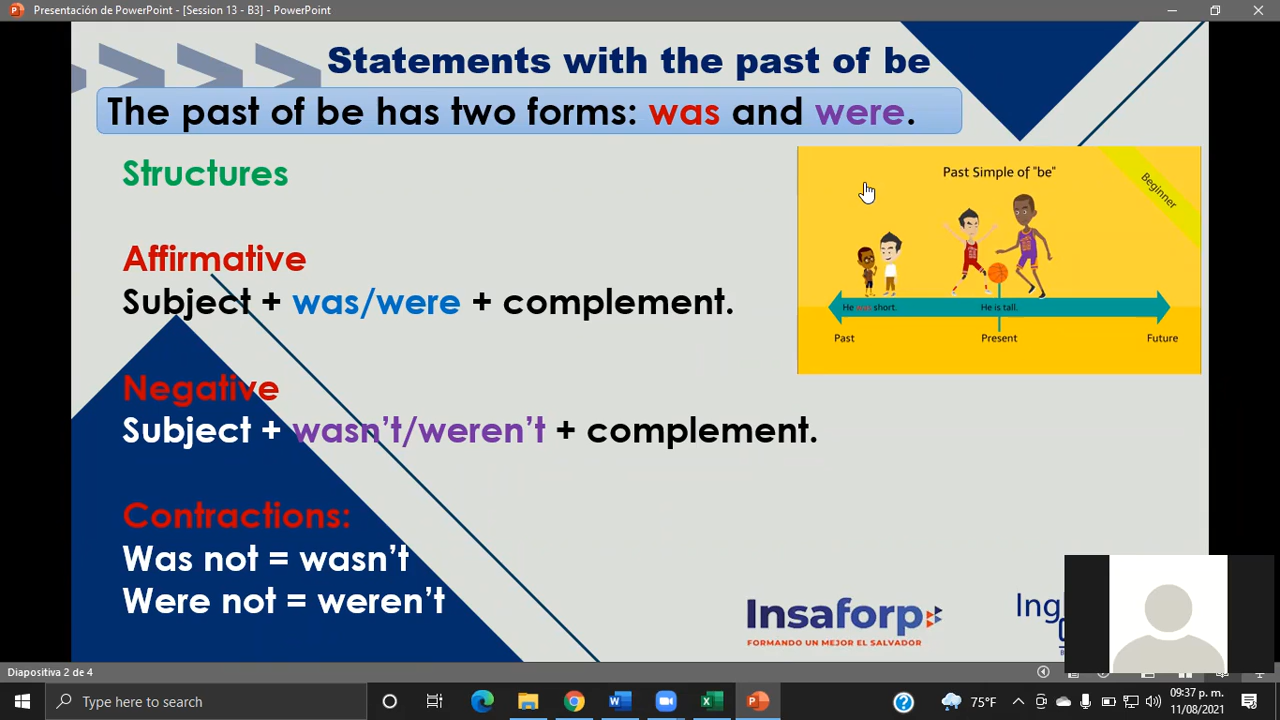 Presentación de PowerPoint - [Session 13 - B3] - PowerPoint
Statements with the past of be
The past of be has two forms: was and were.
Structures
Affirmative
Subject + was/were + complement.
Negative
Subject + wasn't/weren't + complement.
Contractions:
Was not = wasn't
Were not = weren't
Past Simple of "be"
Beginner
He was short.
He is tall.
Past
Present
Future
Insaforp
FORMANDO UN MEJOR EL SALVADOR
Ing
Diapositiva 2 de 4
Type here to search
75°F
09:37 p. m.
11/08/2021